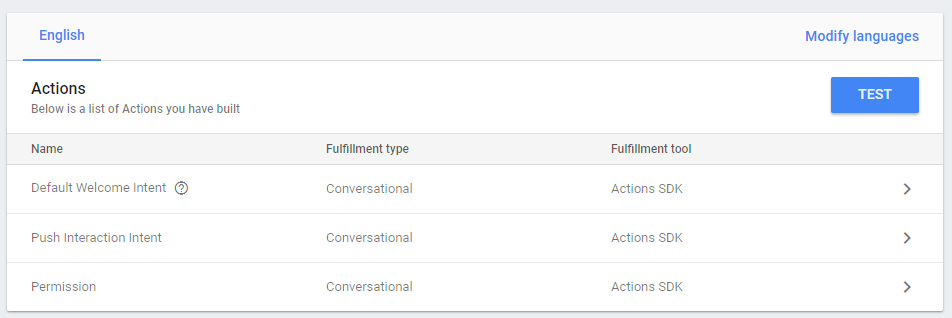 English
Modify languages
Actions
TEST
Below is a list of Actions you have built
Name Fulfillment type Fulfillment tool
Default Welcome Intent ? Conversational Actions SDK
Push Interaction Intent Conversational Actions SDK
Permission Conversational Actions SDK